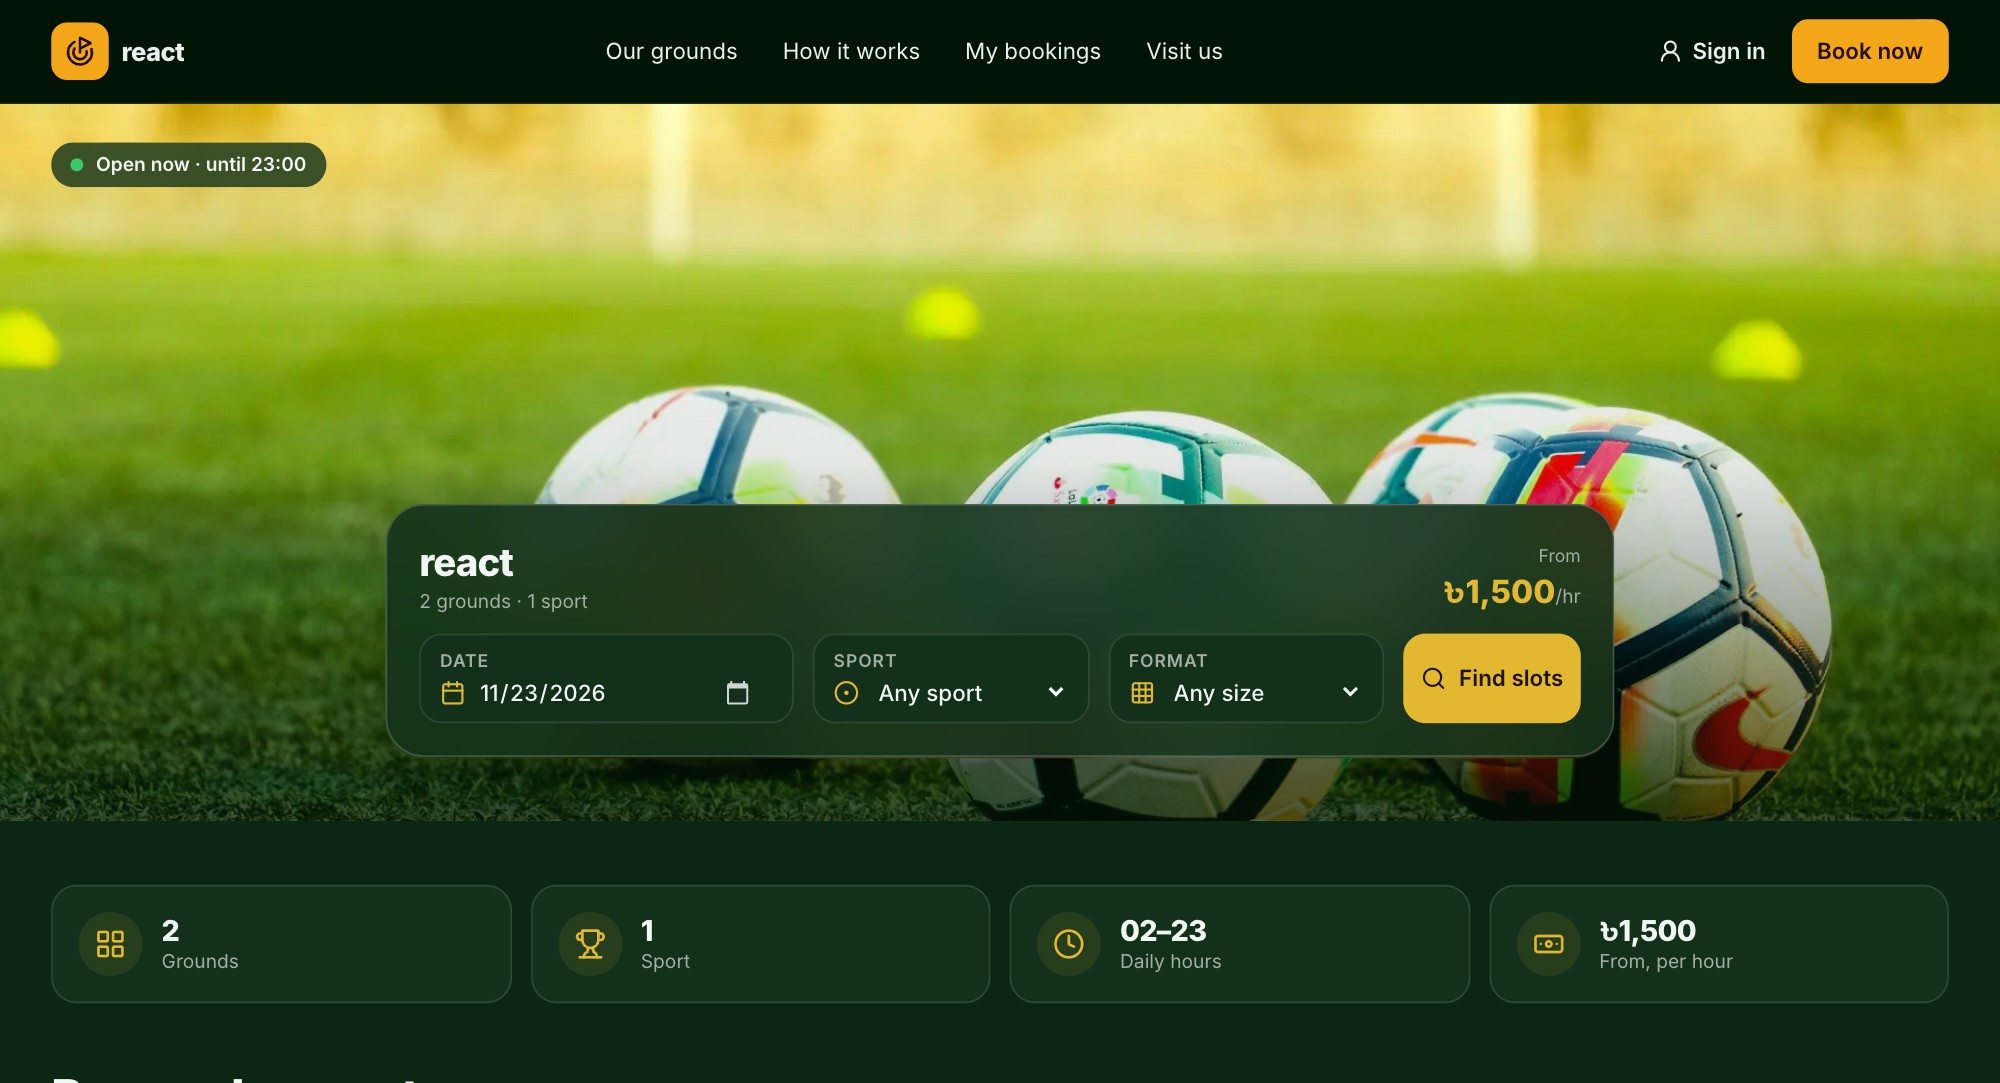 react
Our grounds
How it works
My bookings
Visit us
Sign in
Book now
Open now · until 23:00
react
2 grounds · 1 sport
From
৳1,500/hr
DATE
11/23/2026
SPORT
Any sport
FORMAT
Any size
Find slots
2
Grounds
1
Sport
02–23
Daily hours
৳1,500
From, per hour